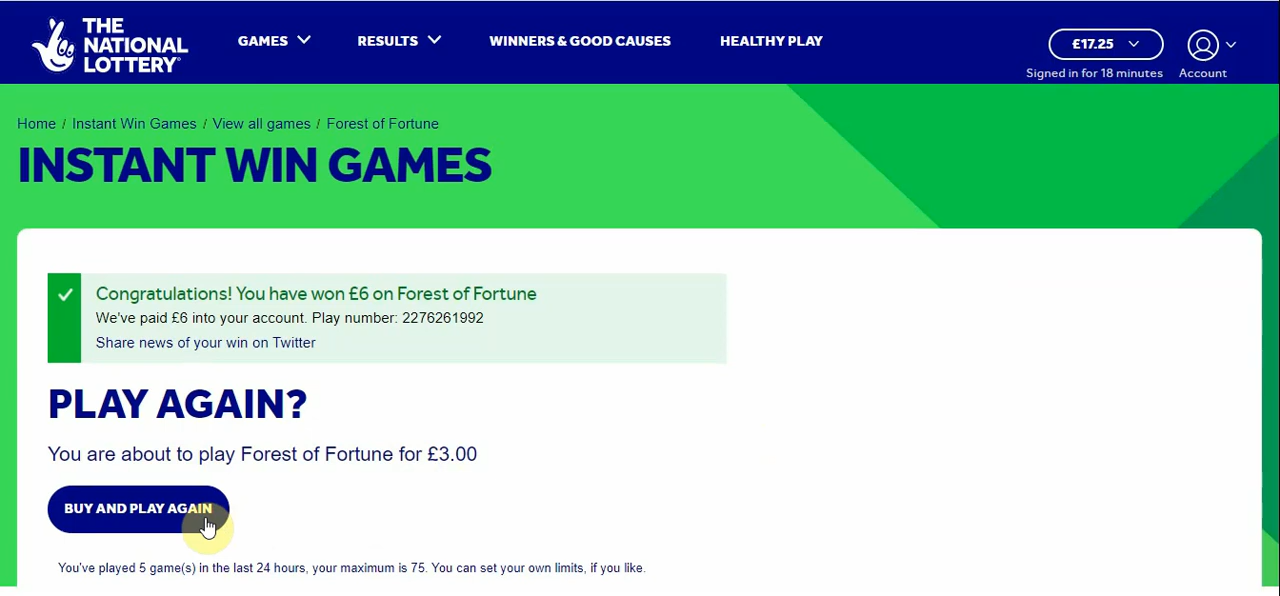 THE
NATIONAL
LOTTERY®
GAMES
RESULTS
WINNERS & GOOD CAUSES
HEALTHY PLAY
£17.25
Signed in for 18 minutes
Account
Home / Instant Win Games / View all games / Forest of Fortune
INSTANT WIN GAMES
Congratulations! You have won £6 on Forest of Fortune
We've paid £6 into your account. Play number: 2276261992
Share news of your win on Twitter
PLAY AGAIN?
You are about to play Forest of Fortune for £3.00
BUY AND PLAY AGAIN
You've played 5 game(s) in the last 24 hours, your maximum is 75. You can set your own limits, if you like.